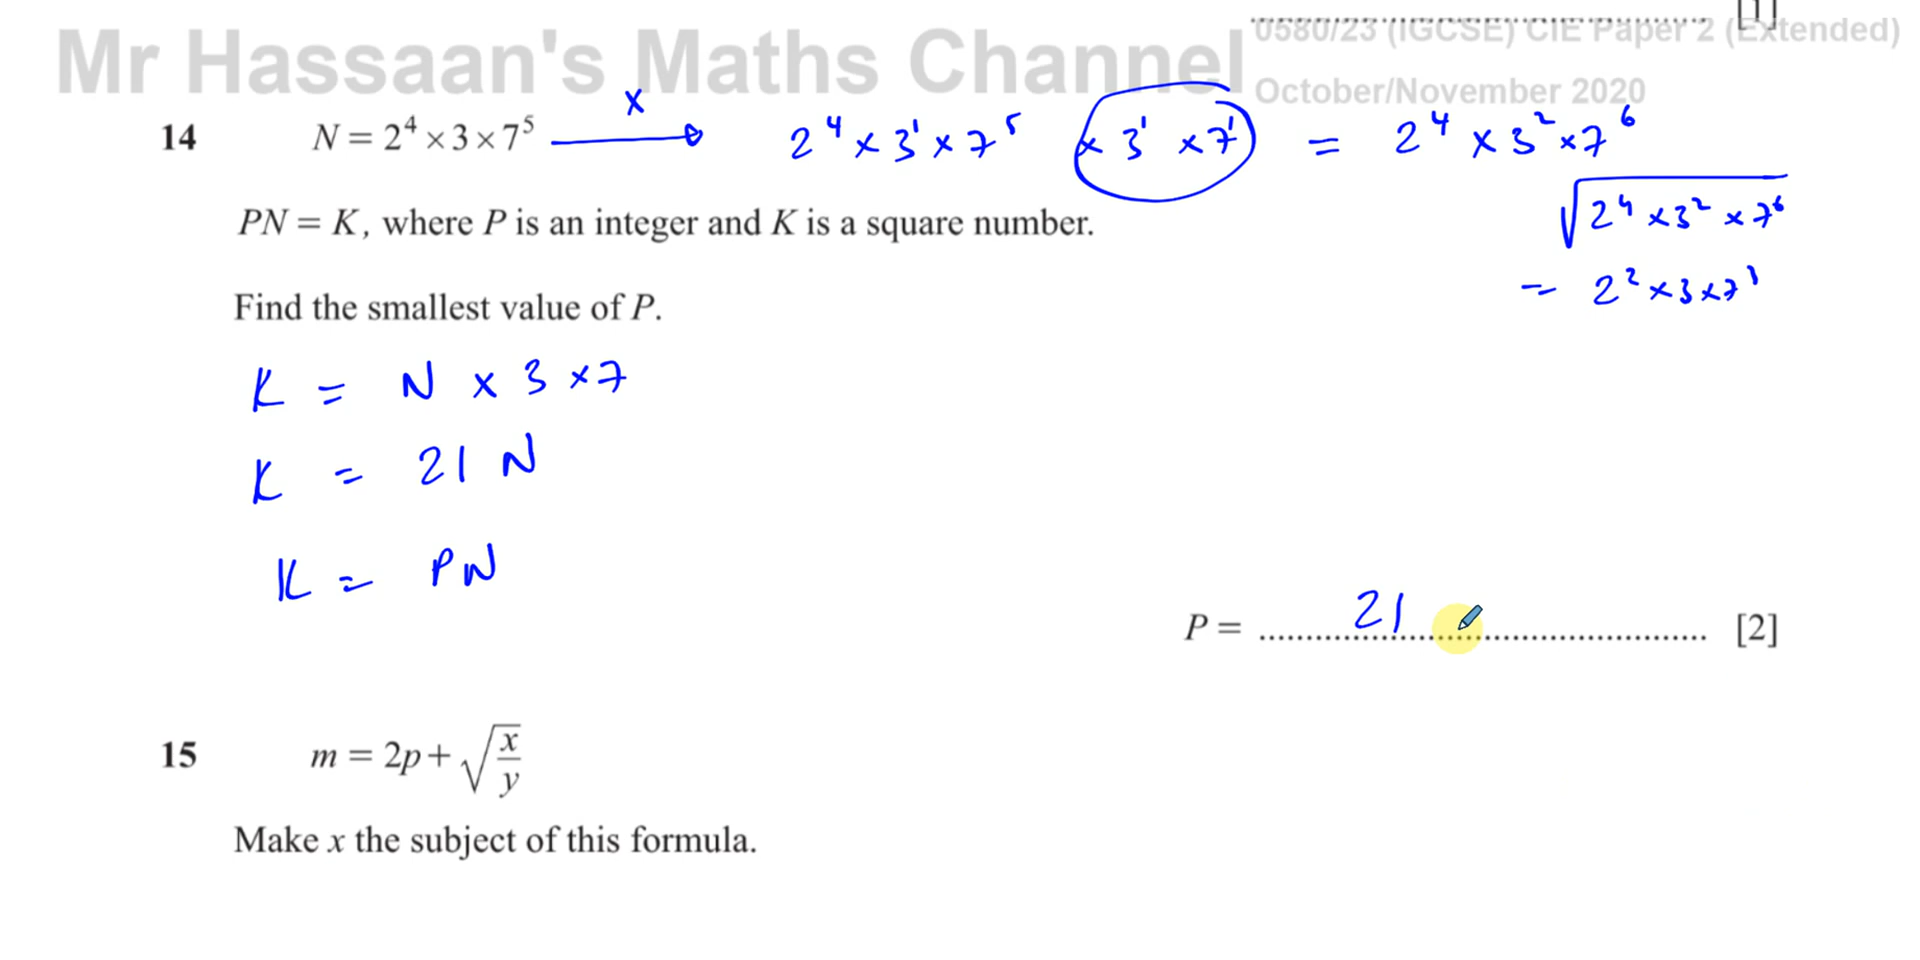 [1]
Mr Hassaan's Maths Channel
0580/23 (IGCSE) CIE Paper 2 (Extended)
October/November 2020
14 N = 2⁴ × 3 × 7⁵ ⟶ 2⁴ × 3¹ × 7⁵ × 3¹ × 7¹ = 2⁴ × 3² × 7⁶
x
√2⁴ × 3² × 7⁶
PN = K, where P is an integer and K is a square number.
= 2² × 3 × 7³
Find the smallest value of P.
K = N × 3 × 7
K = 21 N
K = PN
P = ........21........ [2]
15 m = 2p + √x/y
Make x the subject of this formula.